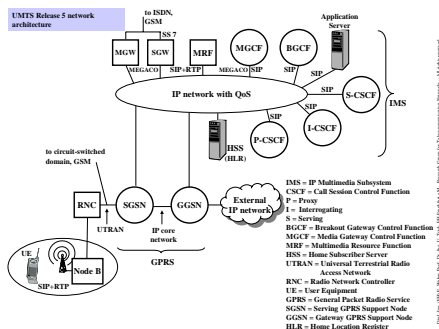 UMTS Release 5 network
architecture
to ISDN,
GSM
SS 7
Application
Server
MGW
SGW
MRF
MGCF
BGCF
MEGACO
SIP+RTP
MEGACO
SIP
SIP
SIP
SIP
S-CSCF
IMS
IP network with QoS
SIP
SIP
I-CSCF
P-CSCF
HSS
(HLR)
to circuit-switched
domain, GSM
RNC
SGSN
GGSN
External
IP network
UTRAN
IP core
network
GPRS
UE
Node B
SIP+RTP
IMS = IP Multimedia Subsystem
CSCF = Call Session Control Function
P = Proxy
I = Interrogating
S = Serving
BGCF = Breakout Gateway Control Function
MGCF = Media Gateway Control Function
MRF = Multimedia Resource Function
HSS = Home Subscriber Server
UTRAN = Universal Terrestrial Radio
Access Network
RNC = Radio Network Controller
UE = User Equipment
GPRS = General Packet Radio Service
SGSN = Serving GPRS Support Node
GGSN = Gateway GPRS Support Node
HLR = Home Location Register